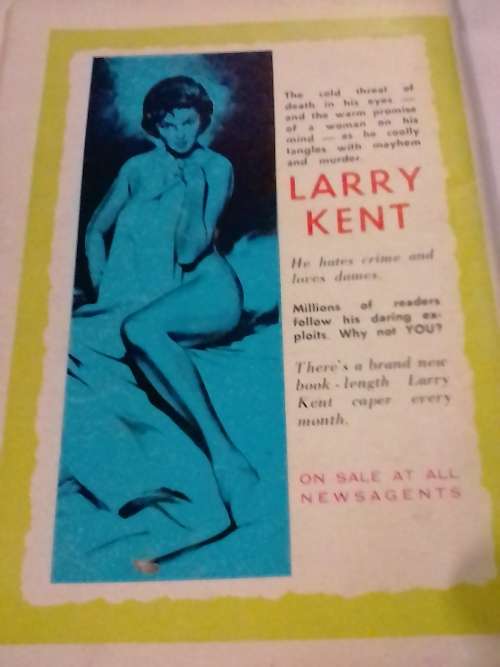 The cold threat of
death in his eyes —
and the warm promise
of a woman on his
mind — as he coolly
tangles with mayhem
and murder.
LARRY
KENT
He hates crime and
loves dames.
Millions of readers
follow his daring ex-
ploits. Why not YOU?
There's a brand new
book-length Larry
Kent caper every
month.
ON SALE AT ALL
NEWSAGENTS